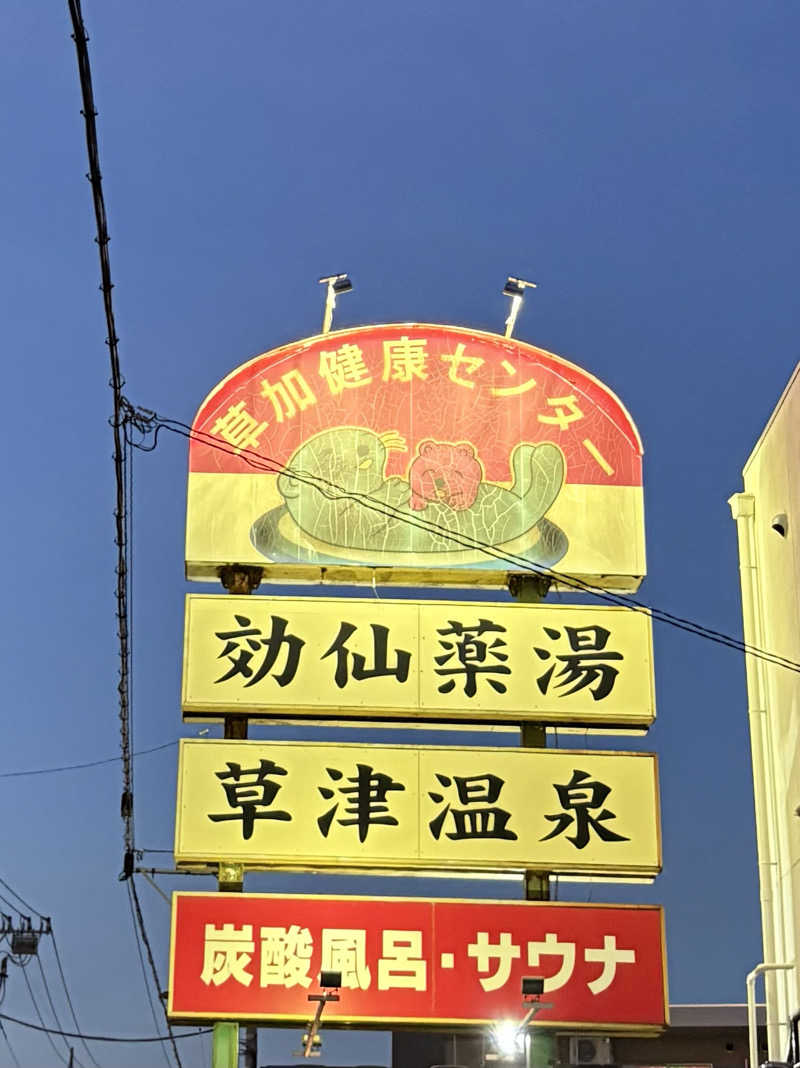 草加健康センター
効仙薬湯
草津温泉
炭酸風呂・サウナ